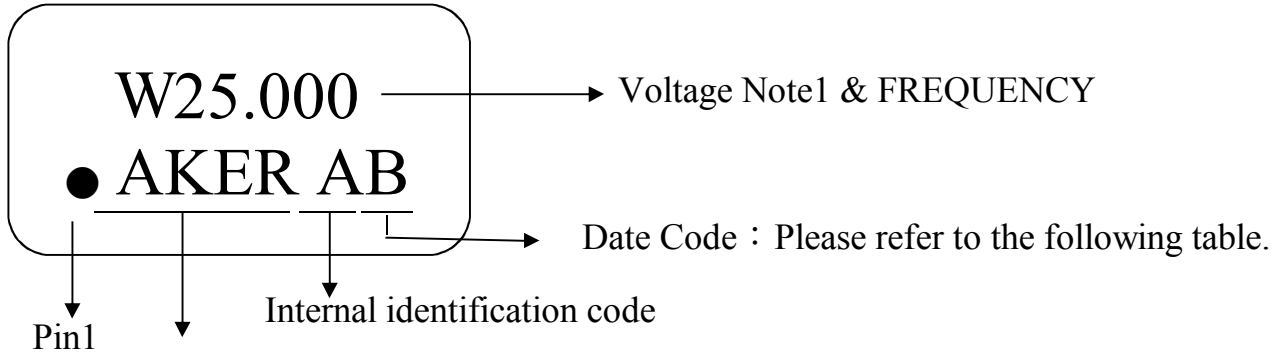 W25.000
Voltage Note1 & FREQUENCY
● AKER AB
Date Code：Please refer to the following table.
Internal identification code
Pin1